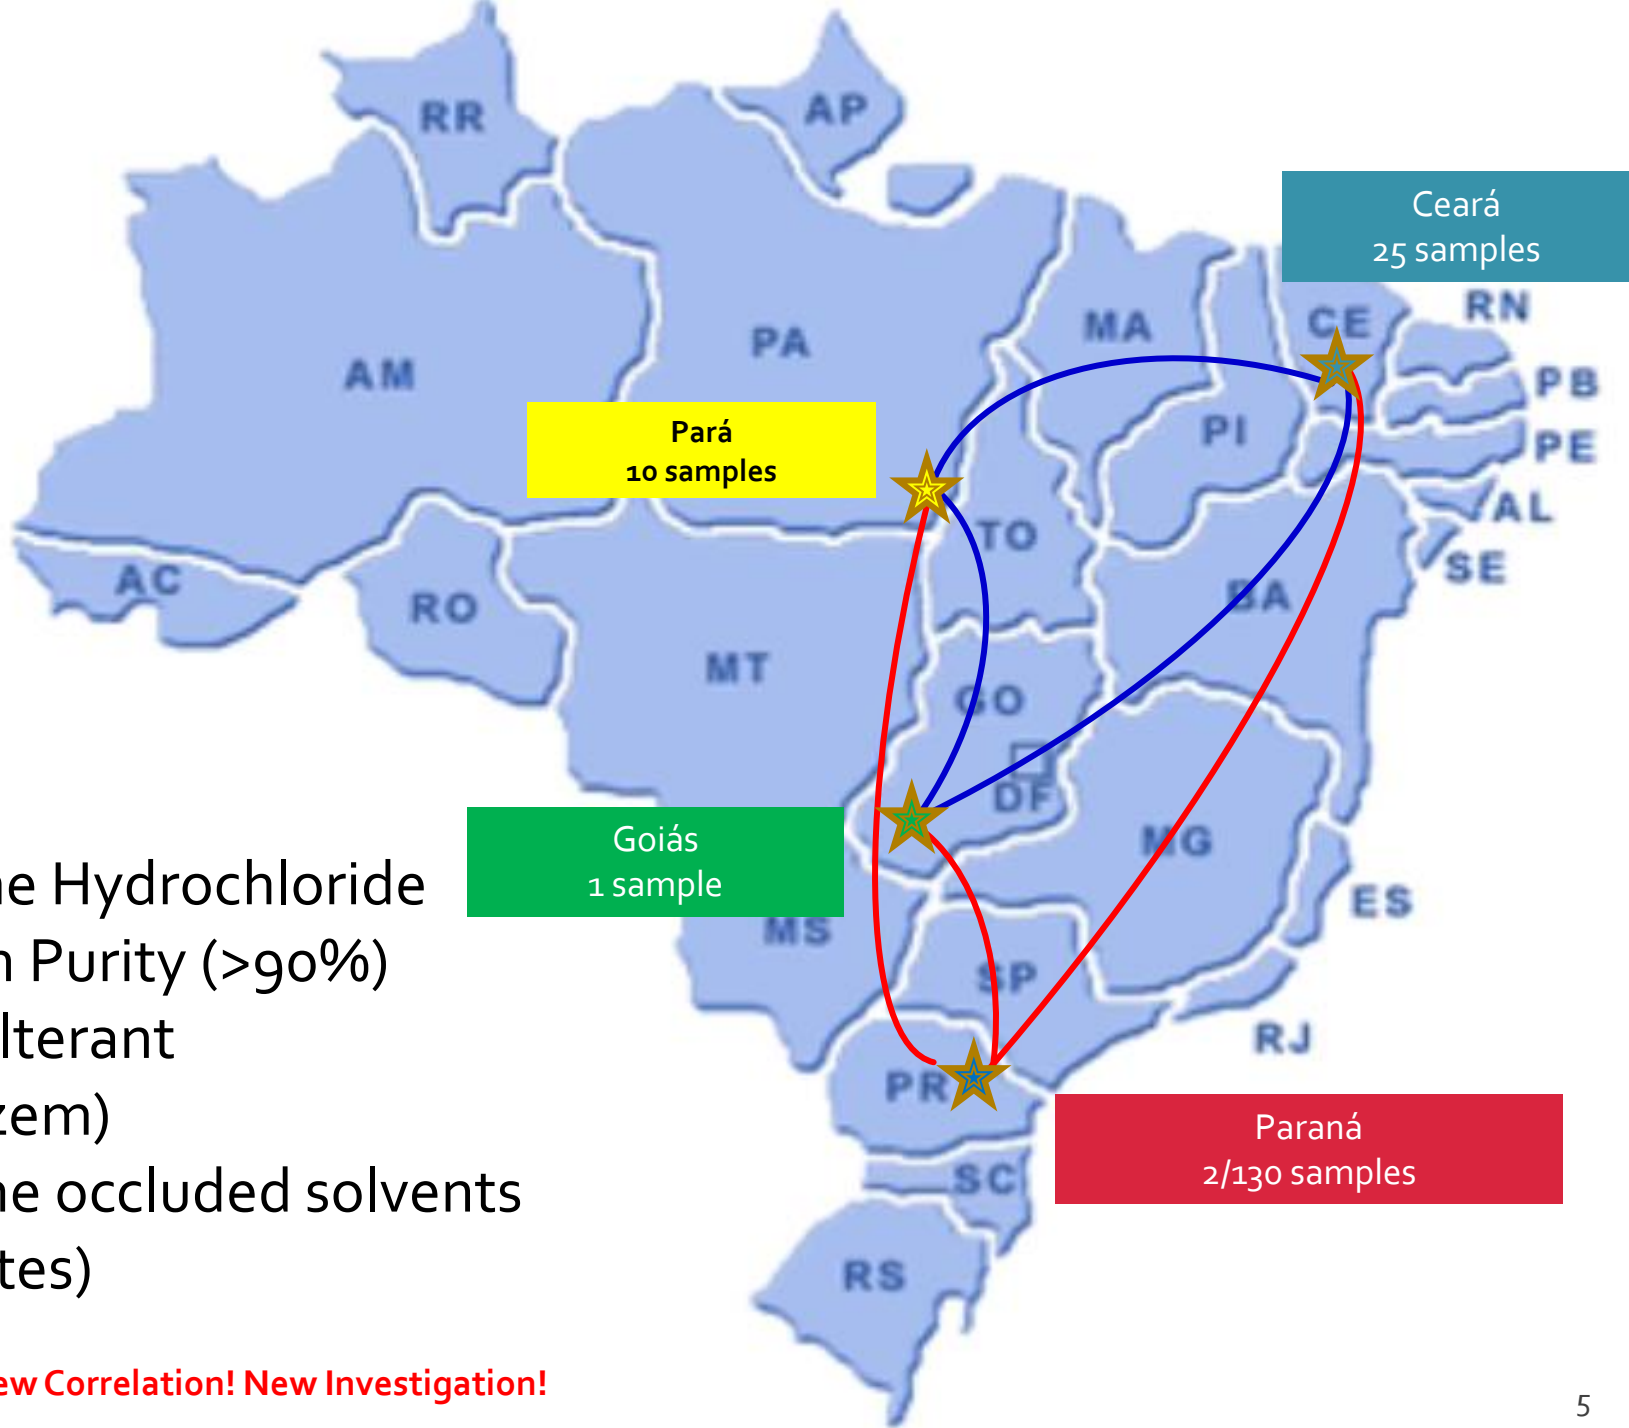 RR
AP
Ceará
25 samples
RN
CE
MA
PA
AM
PB
PI
PE
Pará
10 samples
AL
TO
SE
AC
BA
RO
MT
GO
DF
Goiás
1 sample
MG
ne Hydrochloride
ES
MS
n Purity (>90%)
SP
lterant
RJ
PR
zem)
Paraná
2/130 samples
SC
ne occluded solvents
tes)
RS
ew Correlation! New Investigation!
5